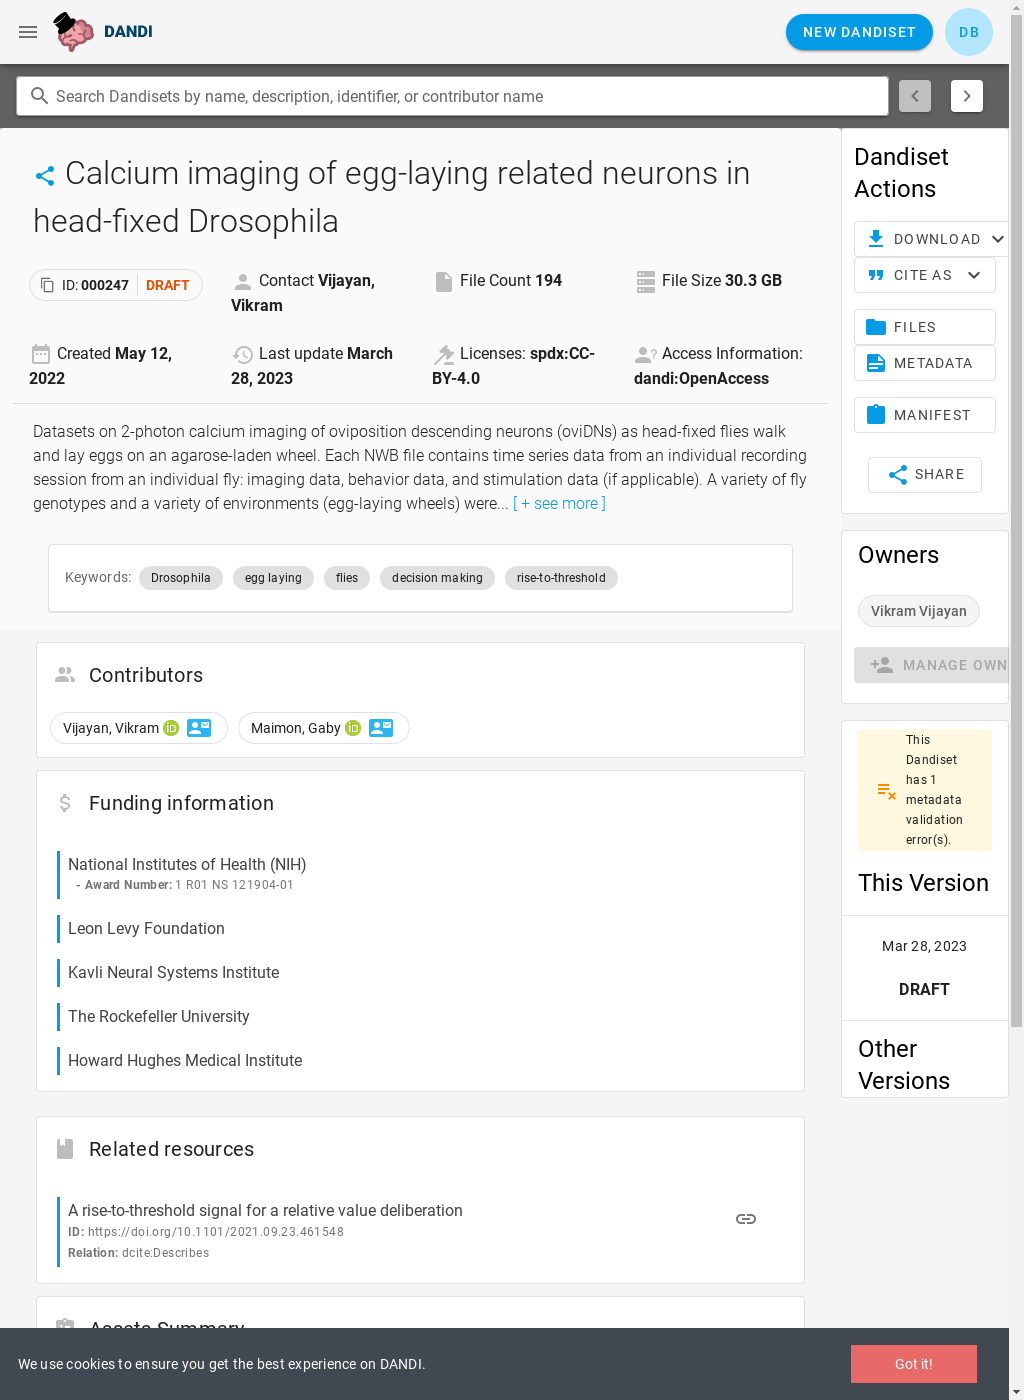 DANDI
NEW DANDISET
DB
Search Dandisets by name, description, identifier, or contributor name
Calcium imaging of egg-laying related neurons in
head-fixed Drosophila
ID: 000247 DRAFT
Contact Vijayan,
Vikram
File Count 194
File Size 30.3 GB
Created May 12,
2022
Last update March
28, 2023
Licenses: spdx:CC-
BY-4.0
Access Information:
dandi:OpenAccess
Datasets on 2-photon calcium imaging of oviposition descending neurons (oviDNs) as head-fixed flies walk
and lay eggs on an agarose-laden wheel. Each NWB file contains time series data from an individual recording
session from an individual fly: imaging data, behavior data, and stimulation data (if applicable). A variety of fly
genotypes and a variety of environments (egg-laying wheels) were... [ + see more ]
Keywords: Drosophila egg laying flies decision making rise-to-threshold
Contributors
Vijayan, Vikram iD Maimon, Gaby iD
Funding information
National Institutes of Health (NIH)
- Award Number: 1 R01 NS 121904-01
Leon Levy Foundation
Kavli Neural Systems Institute
The Rockefeller University
Howard Hughes Medical Institute
Related resources
A rise-to-threshold signal for a relative value deliberation
ID: https://doi.org/10.1101/2021.09.23.461548
Relation: dcite:Describes
Assets Summary
Dandiset
Actions
DOWNLOAD
CITE AS
FILES
METADATA
MANIFEST
SHARE
Owners
Vikram Vijayan
MANAGE OWN
This
Dandiset
has 1
metadata
validation
error(s).
This Version
Mar 28, 2023
DRAFT
Other
Versions
We use cookies to ensure you get the best experience on DANDI.
Got it!